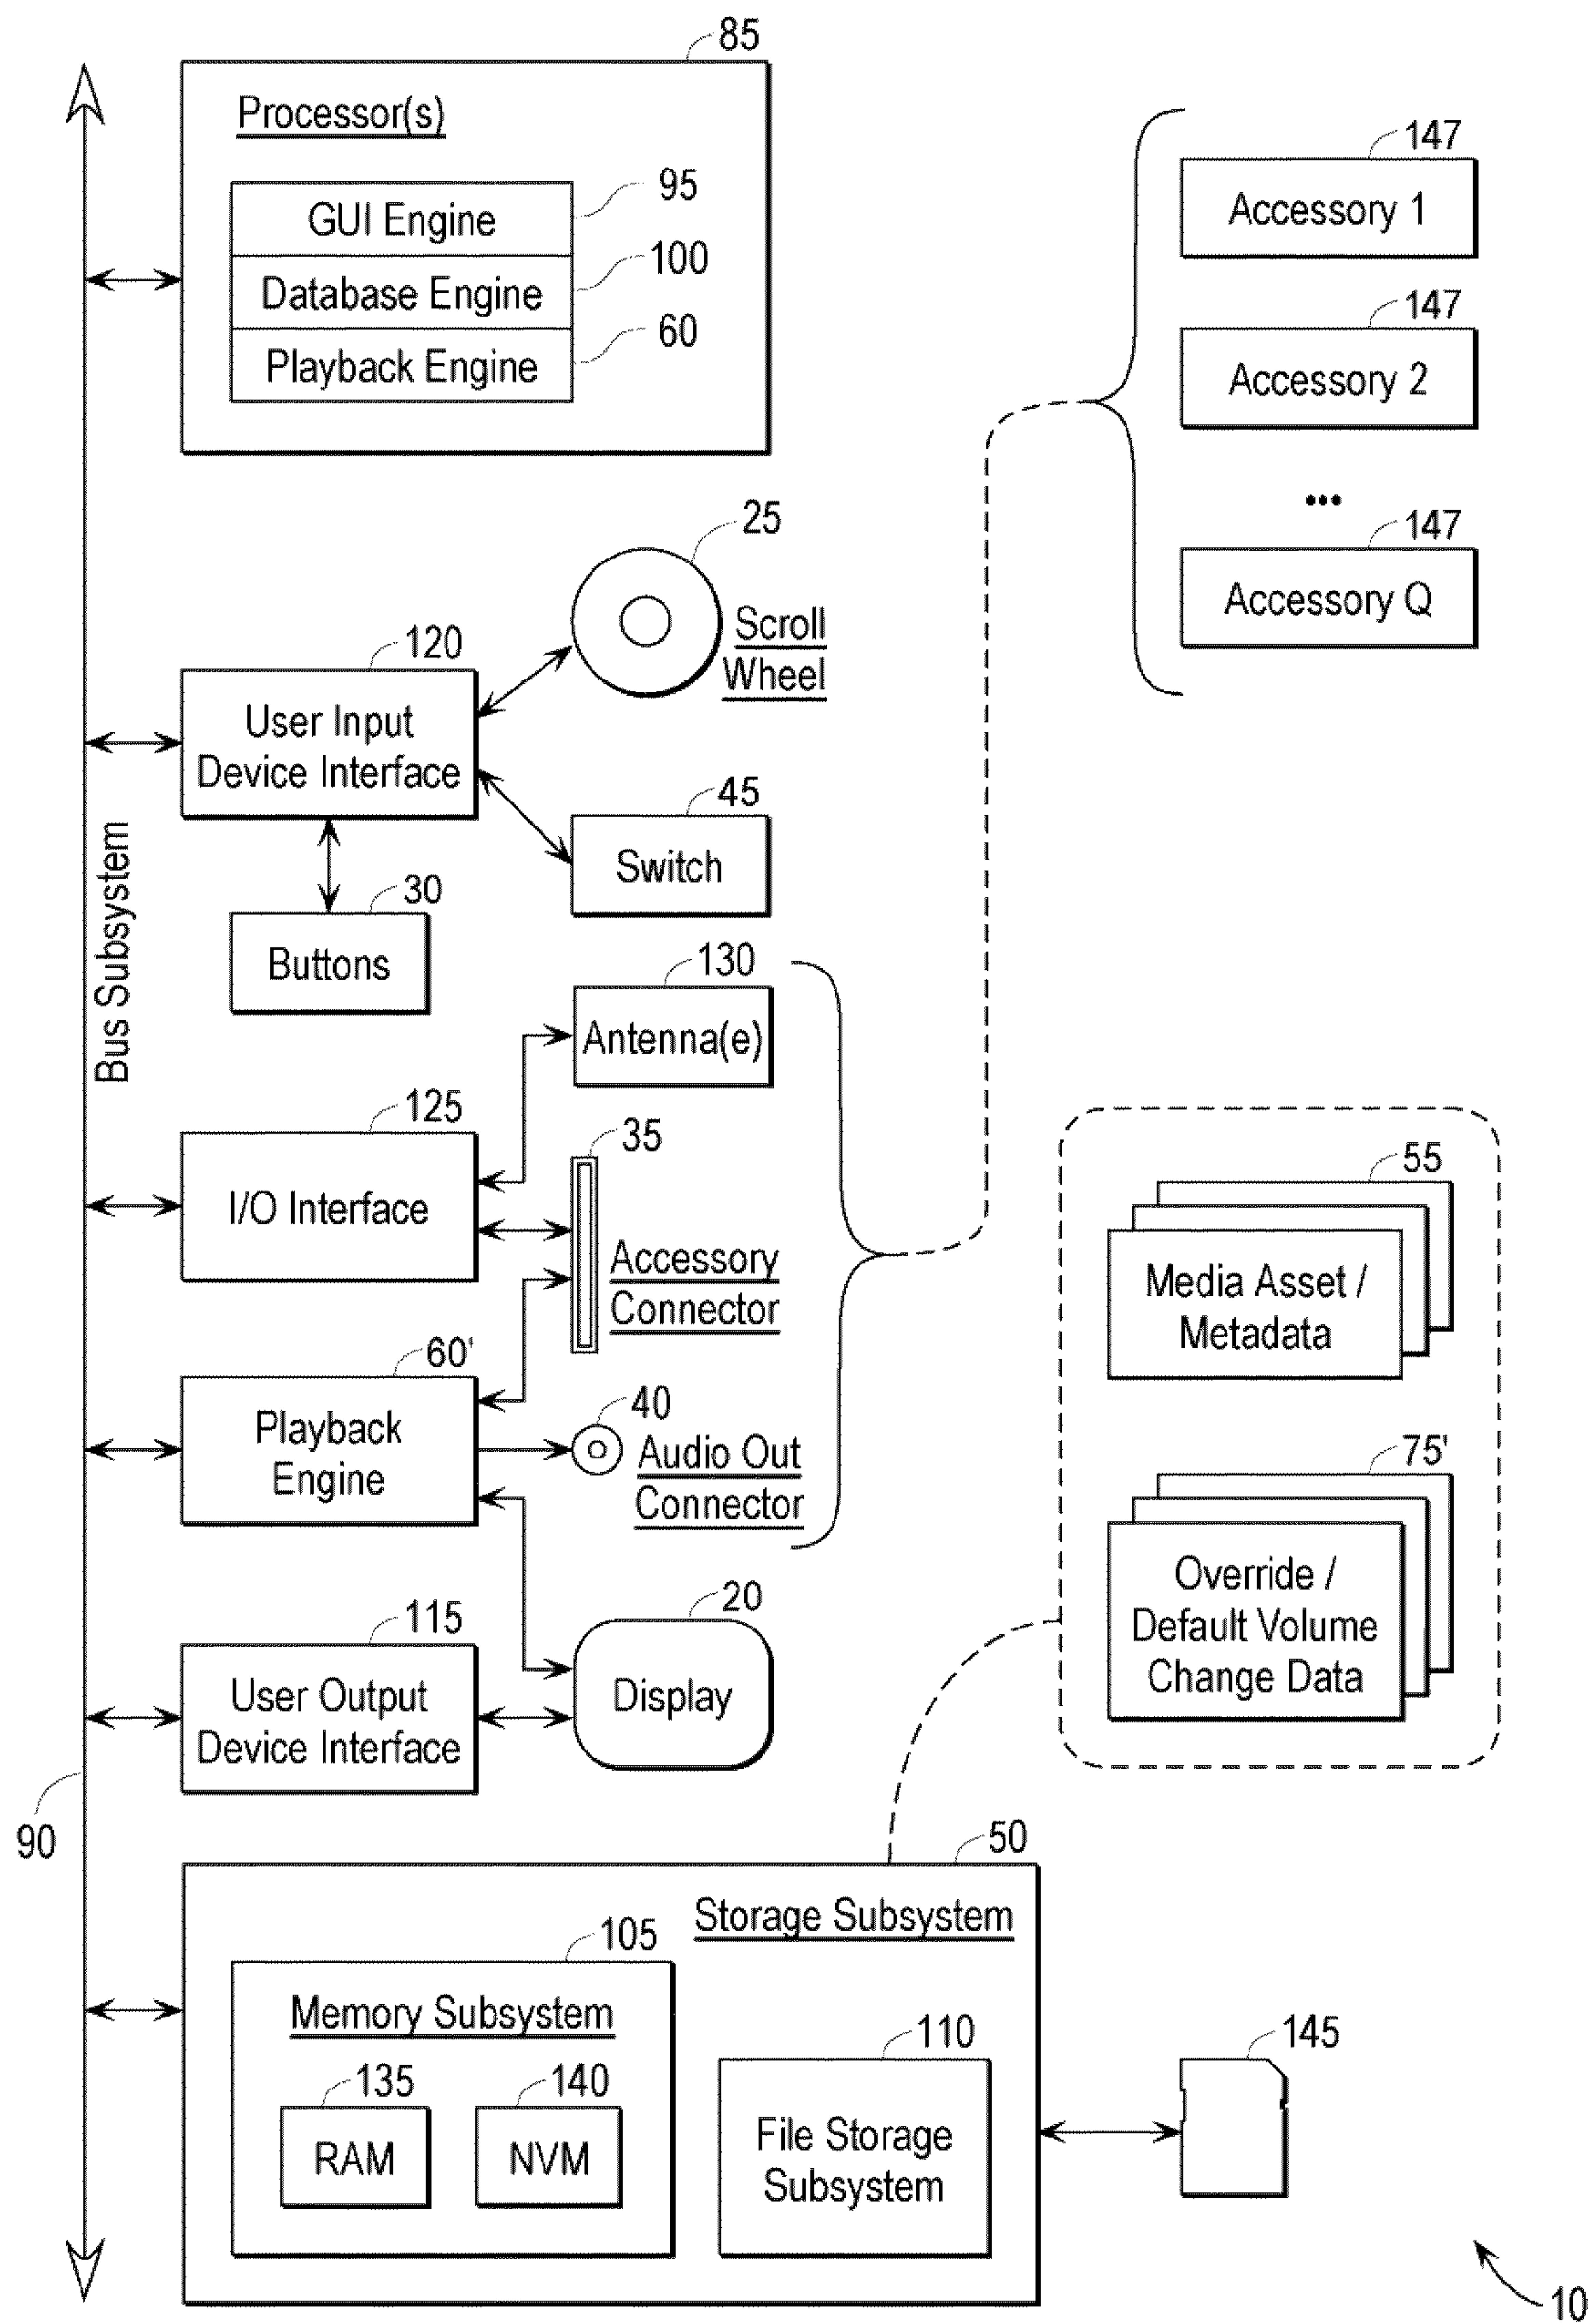 85
Processor(s)
95
GUI Engine
100
Database Engine
60
Playback Engine
147
Accessory 1
147
Accessory 2
...
147
Accessory Q
25
Scroll
Wheel
120
User Input
Device Interface
45
Switch
30
Buttons
Bus Subsystem
130
Antenna(e)
125
I/O Interface
35
Accessory
Connector
60'
Playback
Engine
40
Audio Out
Connector
55
Media Asset /
Metadata
75'
Override /
Default Volume
Change Data
115
User Output
Device Interface
20
Display
90
50
Storage Subsystem
105
Memory Subsystem
135
RAM
140
NVM
110
File Storage
Subsystem
145
10